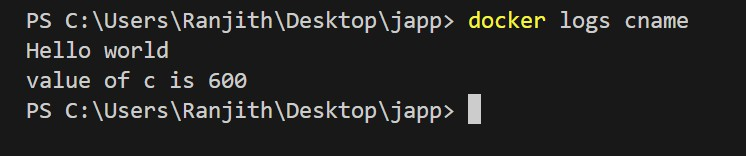 PS C:\Users\Ranjith\Desktop\japp> docker logs cname
Hello world
value of c is 600
PS C:\Users\Ranjith\Desktop\japp>